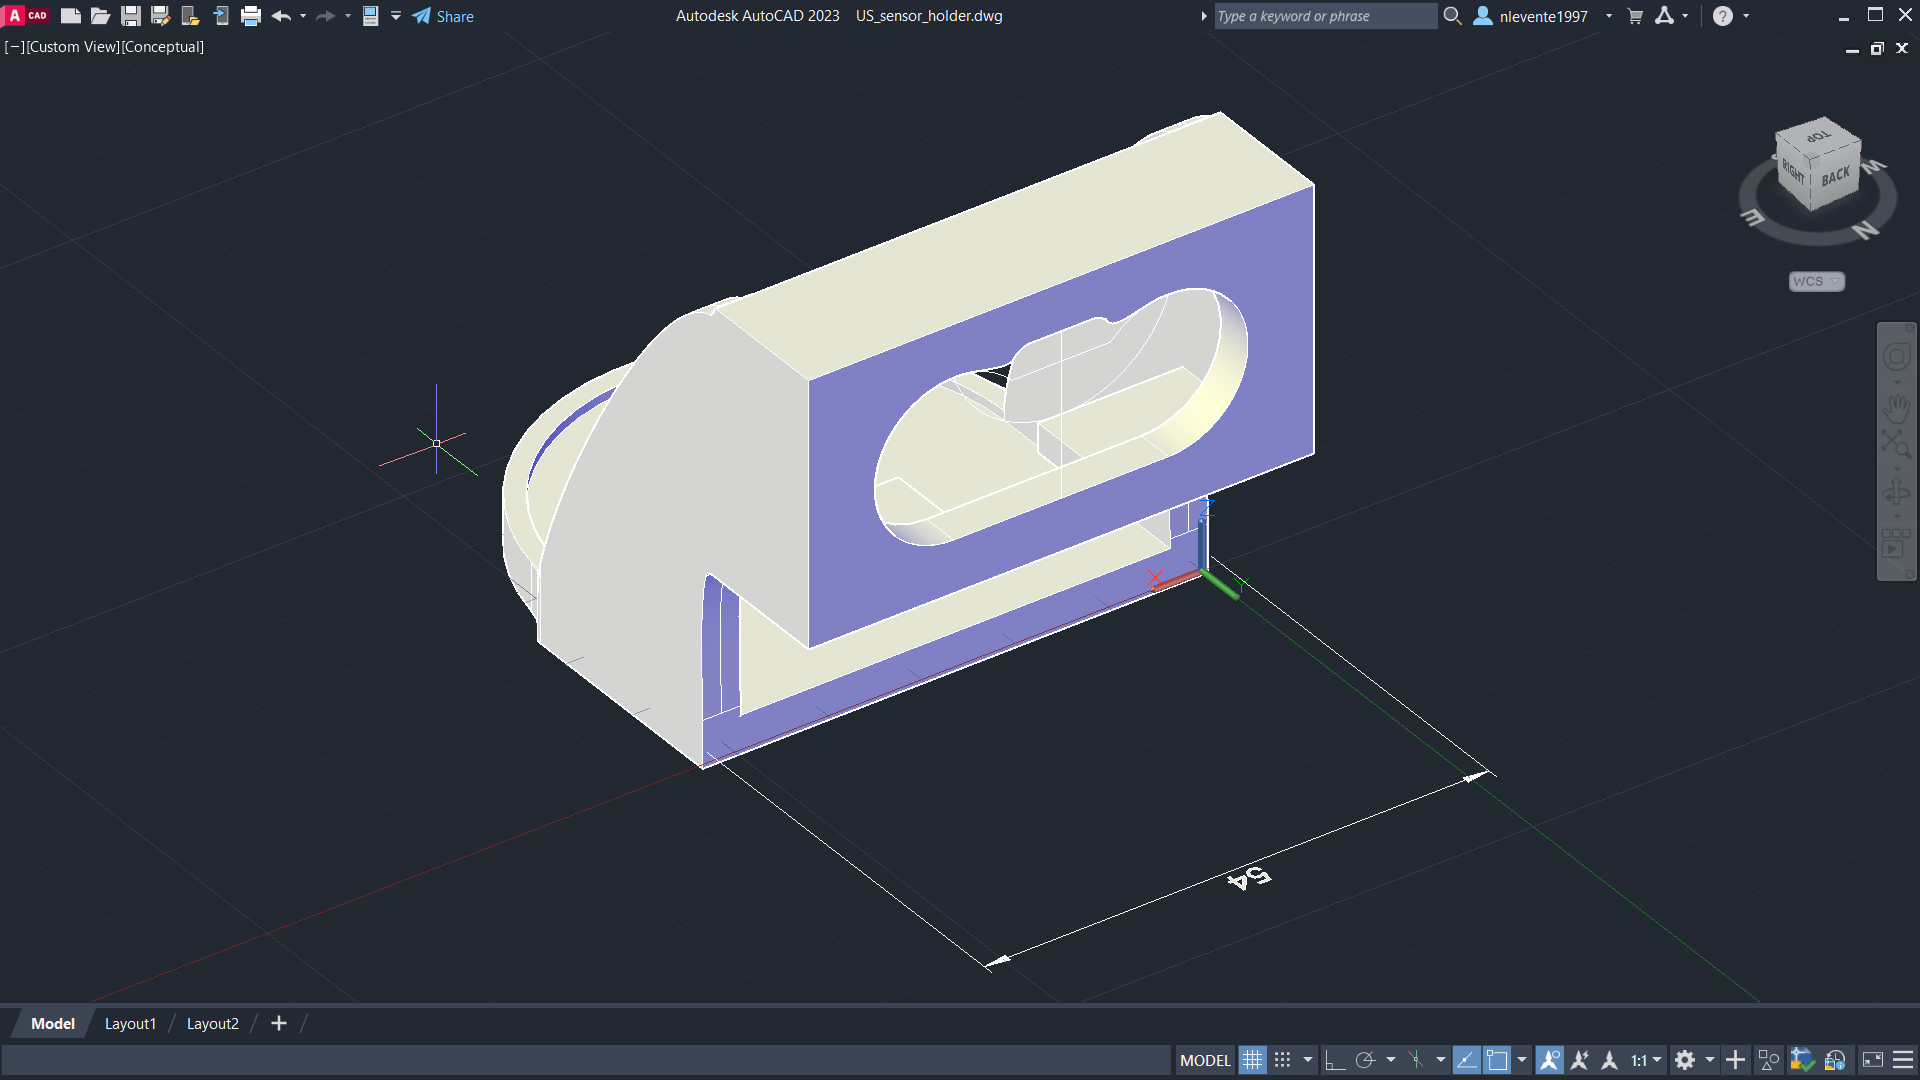 A CAD
Share
Autodesk AutoCAD 2023 US_sensor_holder.dwg
Type a keyword or phrase
nlevente1997
?
[−][Custom View][Conceptual]
TOP
RIGHT
BACK
W
E
N
WCS
Z
X
Y
54
Model
Layout1
Layout2
MODEL
1:1